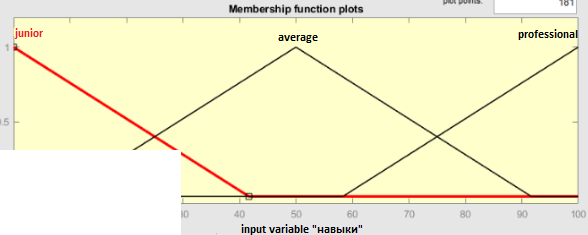 plot points:
181
Membership function plots
junior
average
professional
1
0.5
30 40 50 60 70 80 90 100
input variable "навыки"